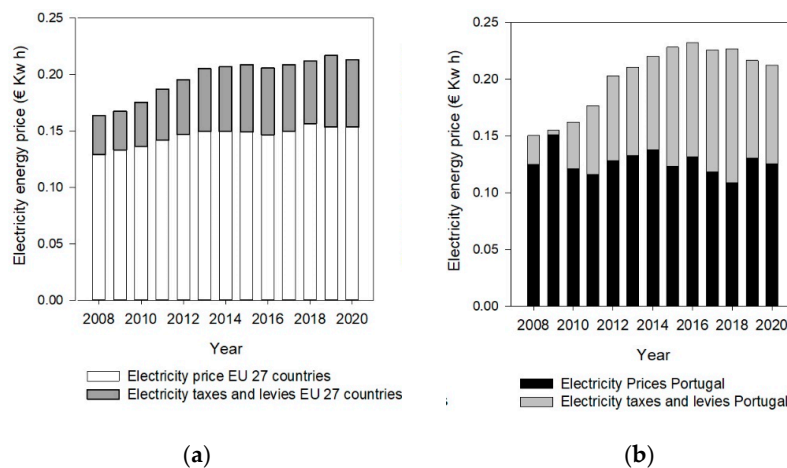 0.25
0.20
0.15
0.10
0.05
0.00
Electricity energy price (€ Kw h)
2008 2010 2012 2014 2016 2018 2020
Year
Electricity price EU 27 countries
Electricity taxes and levies EU 27 countries
(a)
0.25
0.20
0.15
0.10
0.05
0.00
Electricity energy price (€ Kw h)
2008 2010 2012 2014 2016 2018 2020
Year
Electricity Prices Portugal
Electricity taxes and levies Portugal
s
(b)